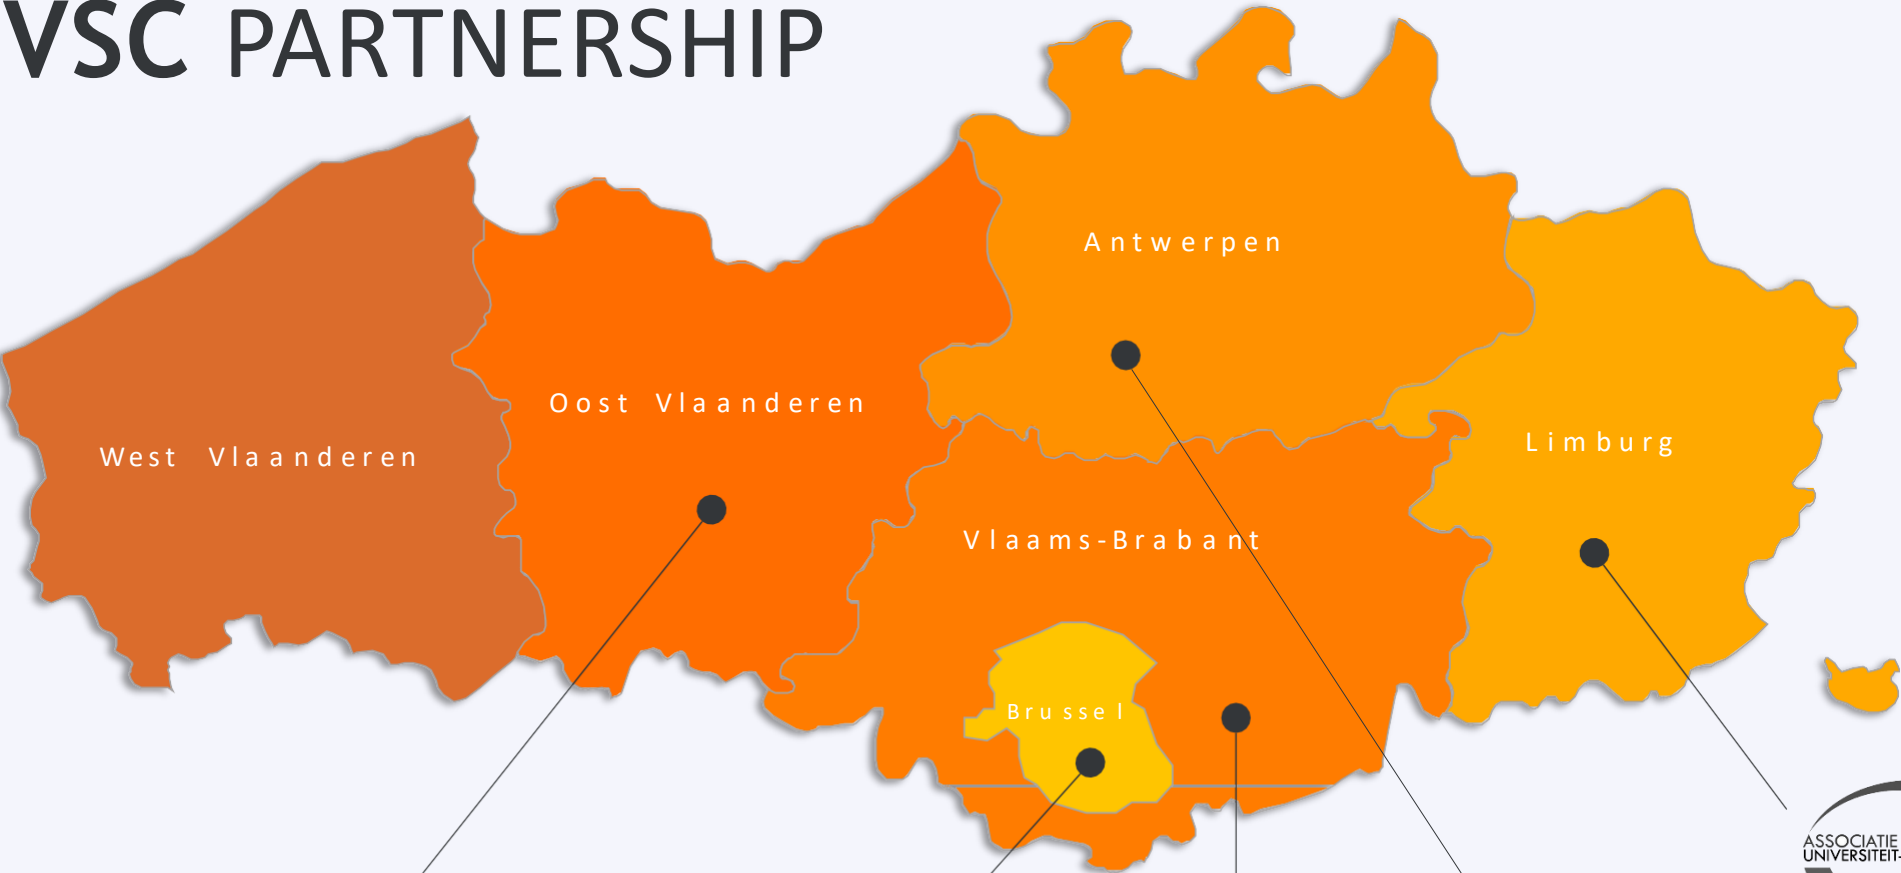 VSC PARTNERSHIP
Antwerpen
Oost Vlaanderen
Limburg
West Vlaanderen
Vlaams-Brabant
Brussel
ASSOCIATIE
UNIVERSITEIT-